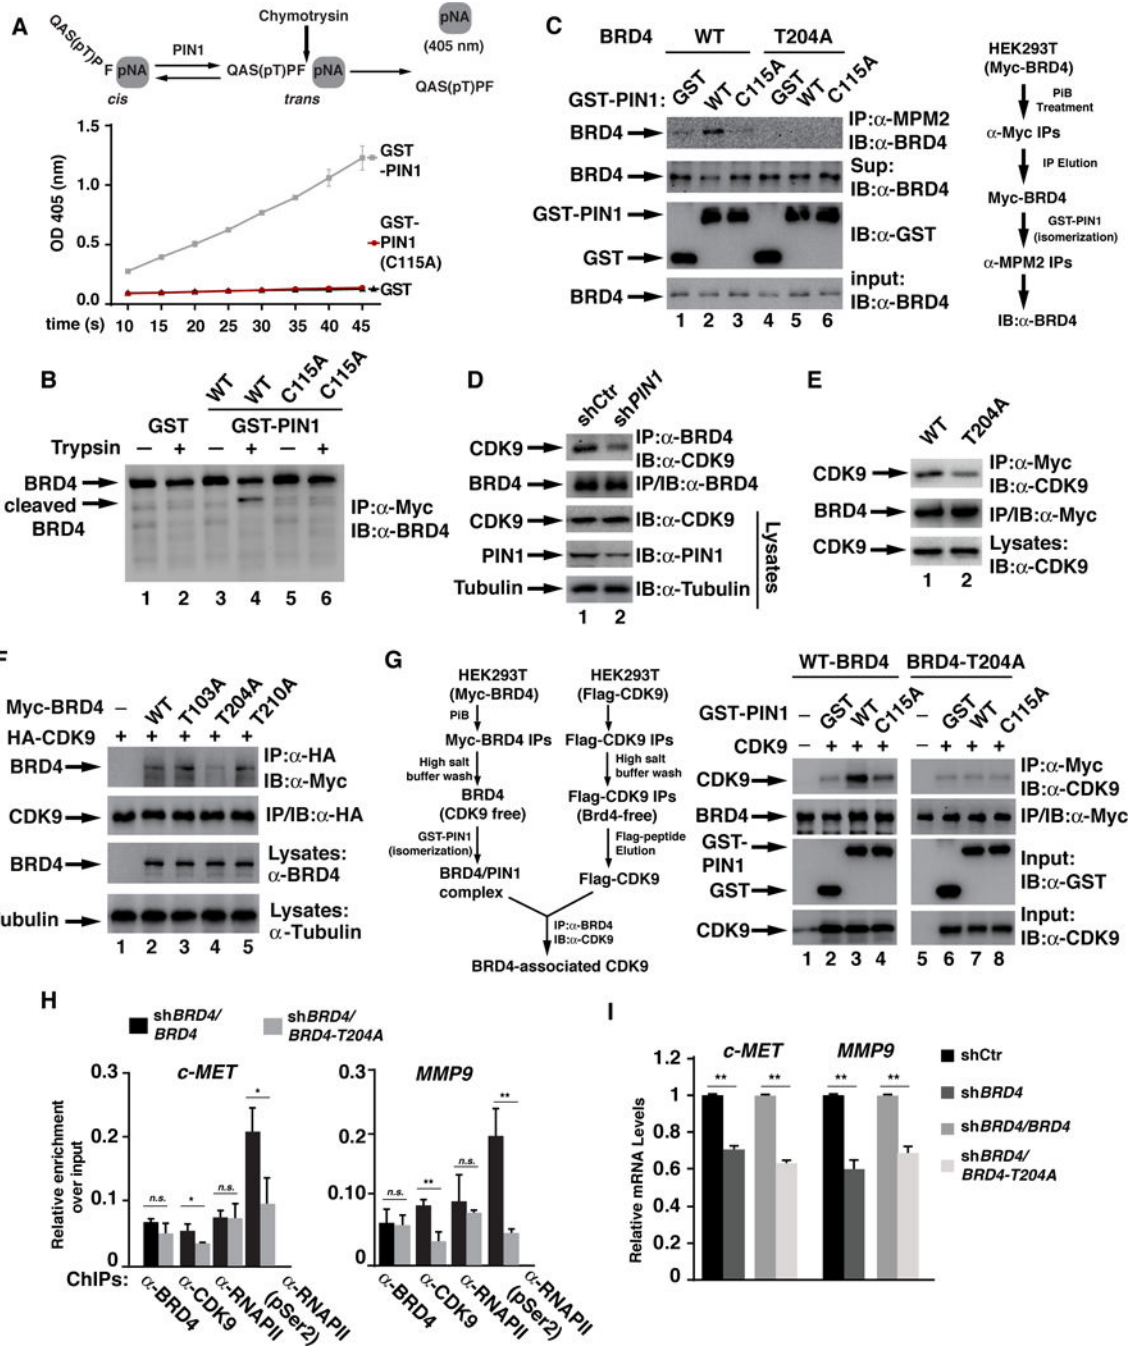 A
QAS(pT)P
F pNA
cis
PIN1
Chymotrysin
QAS(pT)PF pNA
trans
pNA
(405 nm)
QAS(pT)PF
OD 405 (nm)
1.5
1.0
0.5
0.0
GST
-PIN1
GST-
PIN1
(C115A)
GST
time (s) 10 15 20 25 30 35 40 45
B
WT WT C115A C115A
GST GST-PIN1
Trypsin – + – + – +
BRD4
cleaved
BRD4
IP:α-Myc
IB:α-BRD4
1 2 3 4 5 6
C
BRD4 WT T204A
GST-PIN1: GST WT C115A GST WT C115A
BRD4
IP:α-MPM2
IB:α-BRD4
BRD4
Sup:
IB:α-BRD4
GST-PIN1
GST
IB:α-GST
BRD4
input:
IB:α-BRD4
1 2 3 4 5 6
HEK293T
(Myc-BRD4)
PiB
Treatment
α-Myc IPs
IP Elution
Myc-BRD4
GST-PIN1
(isomerization)
α-MPM2 IPs
IB:α-BRD4
D
shCtr shPIN1
CDK9
IP:α-BRD4
IB:α-CDK9
BRD4 IP/IB:α-BRD4
CDK9 IB:α-CDK9
PIN1 IB:α-PIN1
Tubulin IB:α-Tubulin
Lysates
1 2
E
WT T204A
CDK9
IP:α-Myc
IB:α-CDK9
BRD4 IP/IB:α-Myc
CDK9
Lysates:
IB:α-CDK9
1 2
Myc-BRD4 – WT T103A T204A T210A
HA-CDK9 + + + + +
BRD4
IP:α-HA
IB:α-Myc
CDK9 IP/IB:α-HA
BRD4
Lysates:
α-BRD4
ubulin
Lysates:
α-Tubulin
1 2 3 4 5
G
HEK293T
(Myc-BRD4)
PiB
Myc-BRD4 IPs
High salt
buffer wash
BRD4
(CDK9 free)
GST-PIN1
(isomerization)
BRD4/PIN1
complex
HEK293T
(Flag-CDK9)
Flag-CDK9 IPs
High salt
buffer wash
Flag-CDK9 IPs
(Brd4-free)
Flag-peptide
Elution
Flag-CDK9
IP:α-BRD4
IB:α-CDK9
BRD4-associated CDK9
WT-BRD4 BRD4-T204A
GST-PIN1 – GST WT C115A – GST WT C115A
CDK9 – + + + – + + +
CDK9
IP:α-Myc
IB:α-CDK9
BRD4 IP/IB:α-Myc
GST-
PIN1
GST
Input:
IB:α-GST
CDK9
Input:
IB:α-CDK9
1 2 3 4 5 6 7 8
H
shBRD4/
BRD4
shBRD4/
BRD4-T204A
Relative enrichment
over input
c-MET
0.3
0.2
0.1
0
n.s. * n.s. *
ChIPs: α-BRD4 α-CDK9 α-RNAPII α-RNAPII
(pSer2)
MMP9
0.3
0.2
0.10
0
n.s. ** n.s. **
α-BRD4 α-CDK9 α-RNAPII α-RNAPII
(pSer2)
I
Relative mRNA Levels
c-MET MMP9
1.2
1
0.8
0.6
0.4
0.2
0
** ** ** **
shCtr
shBRD4
shBRD4/BRD4
shBRD4/
BRD4-T204A